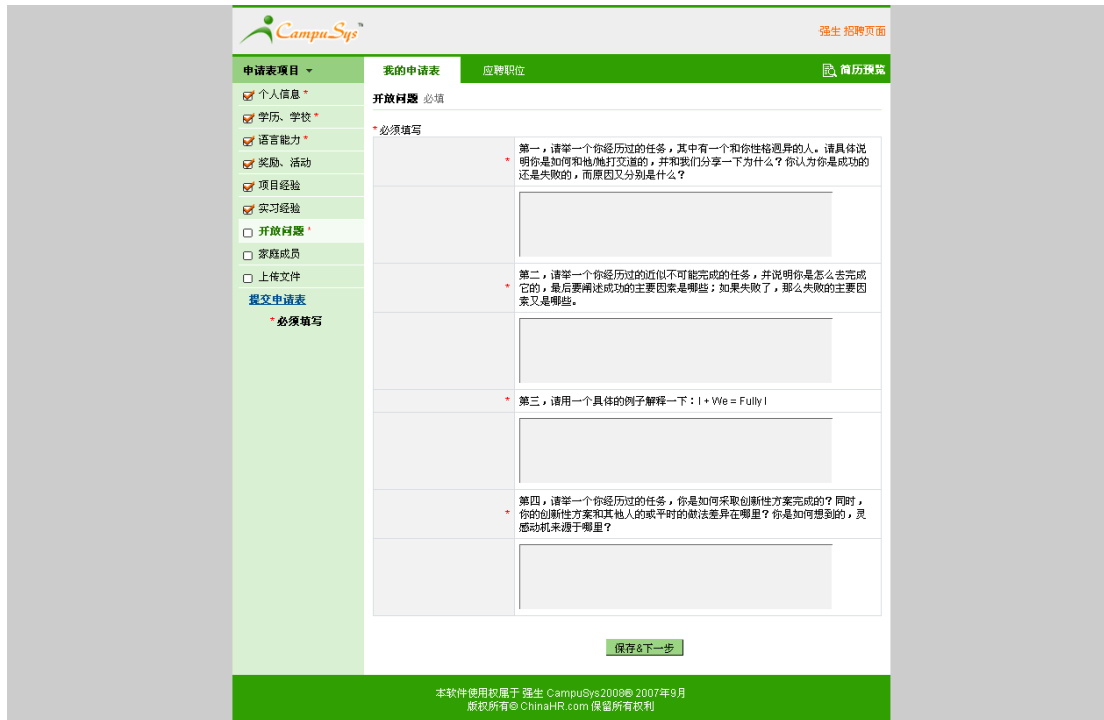 CampuSys™
强生 招聘页面
申请表项目
我的申请表
应聘职位
简历预览
个人信息 *
学历、学校 *
语言能力 *
奖励、活动
项目经验
实习经验
开放问题 *
家庭成员
上传文件
提交申请表
* 必须填写
开放问题 必填
* 必须填写
* 第一，请举一个你经历过的任务，其中有一个和你性格迥异的人。请具体说
明你是如何和他/她打交道的，并和我们分享一下为什么？你认为你是成功的
还是失败的，而原因又分别是什么？
* 第二，请举一个你经历过的近似不可能完成的任务，并说明你是怎么去完成
它的，最后要阐述成功的主要因素是哪些；如果失败了，那么失败的主要因
素又是哪些。
* 第三，请用一个具体的例子解释一下：I + We = Fully I
* 第四，请举一个你经历过的任务，你是如何采取创新性方案完成的？同时，
你的创新性方案和其他人的或平时的做法差异在哪里？你是如何想到的，灵
感动机来源于哪里？
保存&下一步
本软件使用权属于 强生 CampuSys2008® 2007年9月
版权所有© ChinaHR.com 保留所有权利